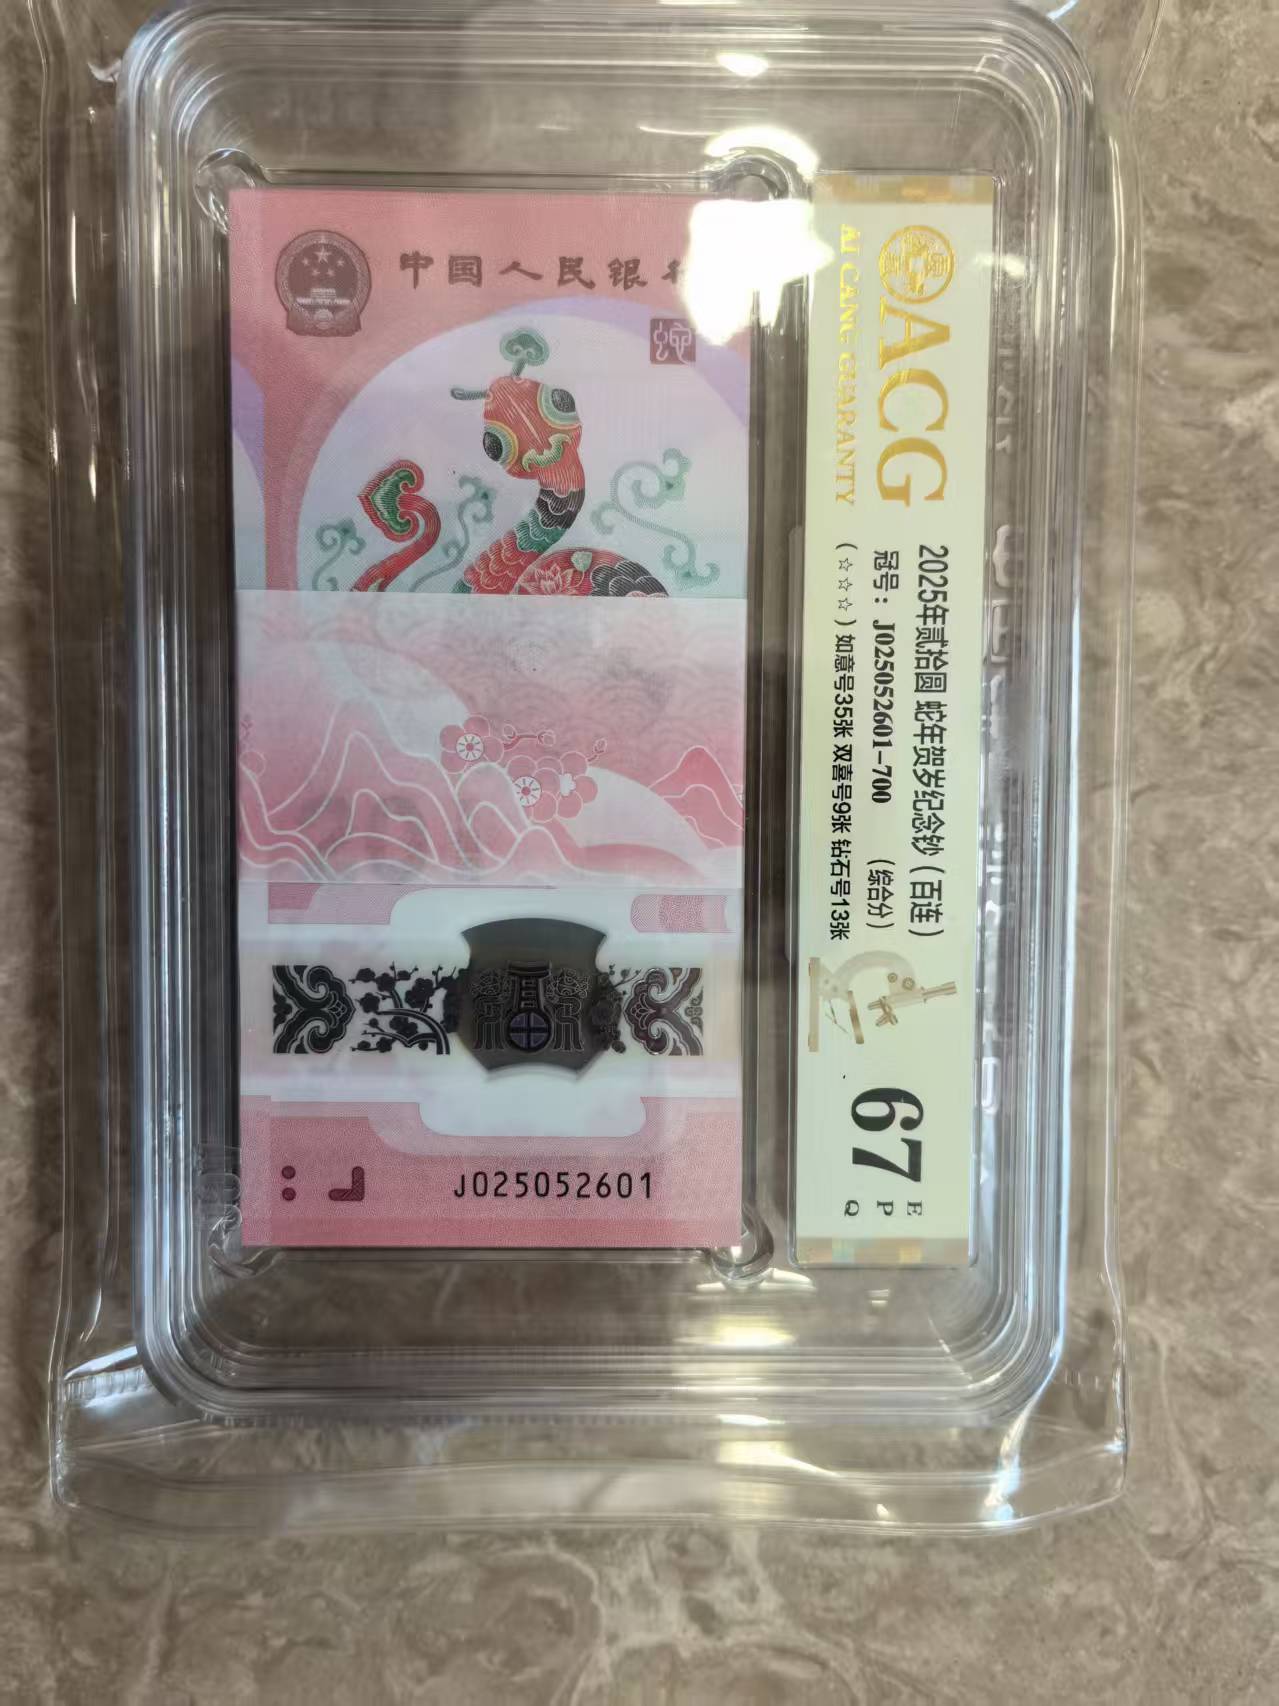 中国人民银
蛇
J025052601
ACG
AI CANG GUARANTY
2025年贰拾圆 蛇年贺岁纪念钞（百连）
冠号：J025052601-700 （综合分）
（☆☆☆）如意号35张 双喜号9张 钻石号13张
67
E
P
Q